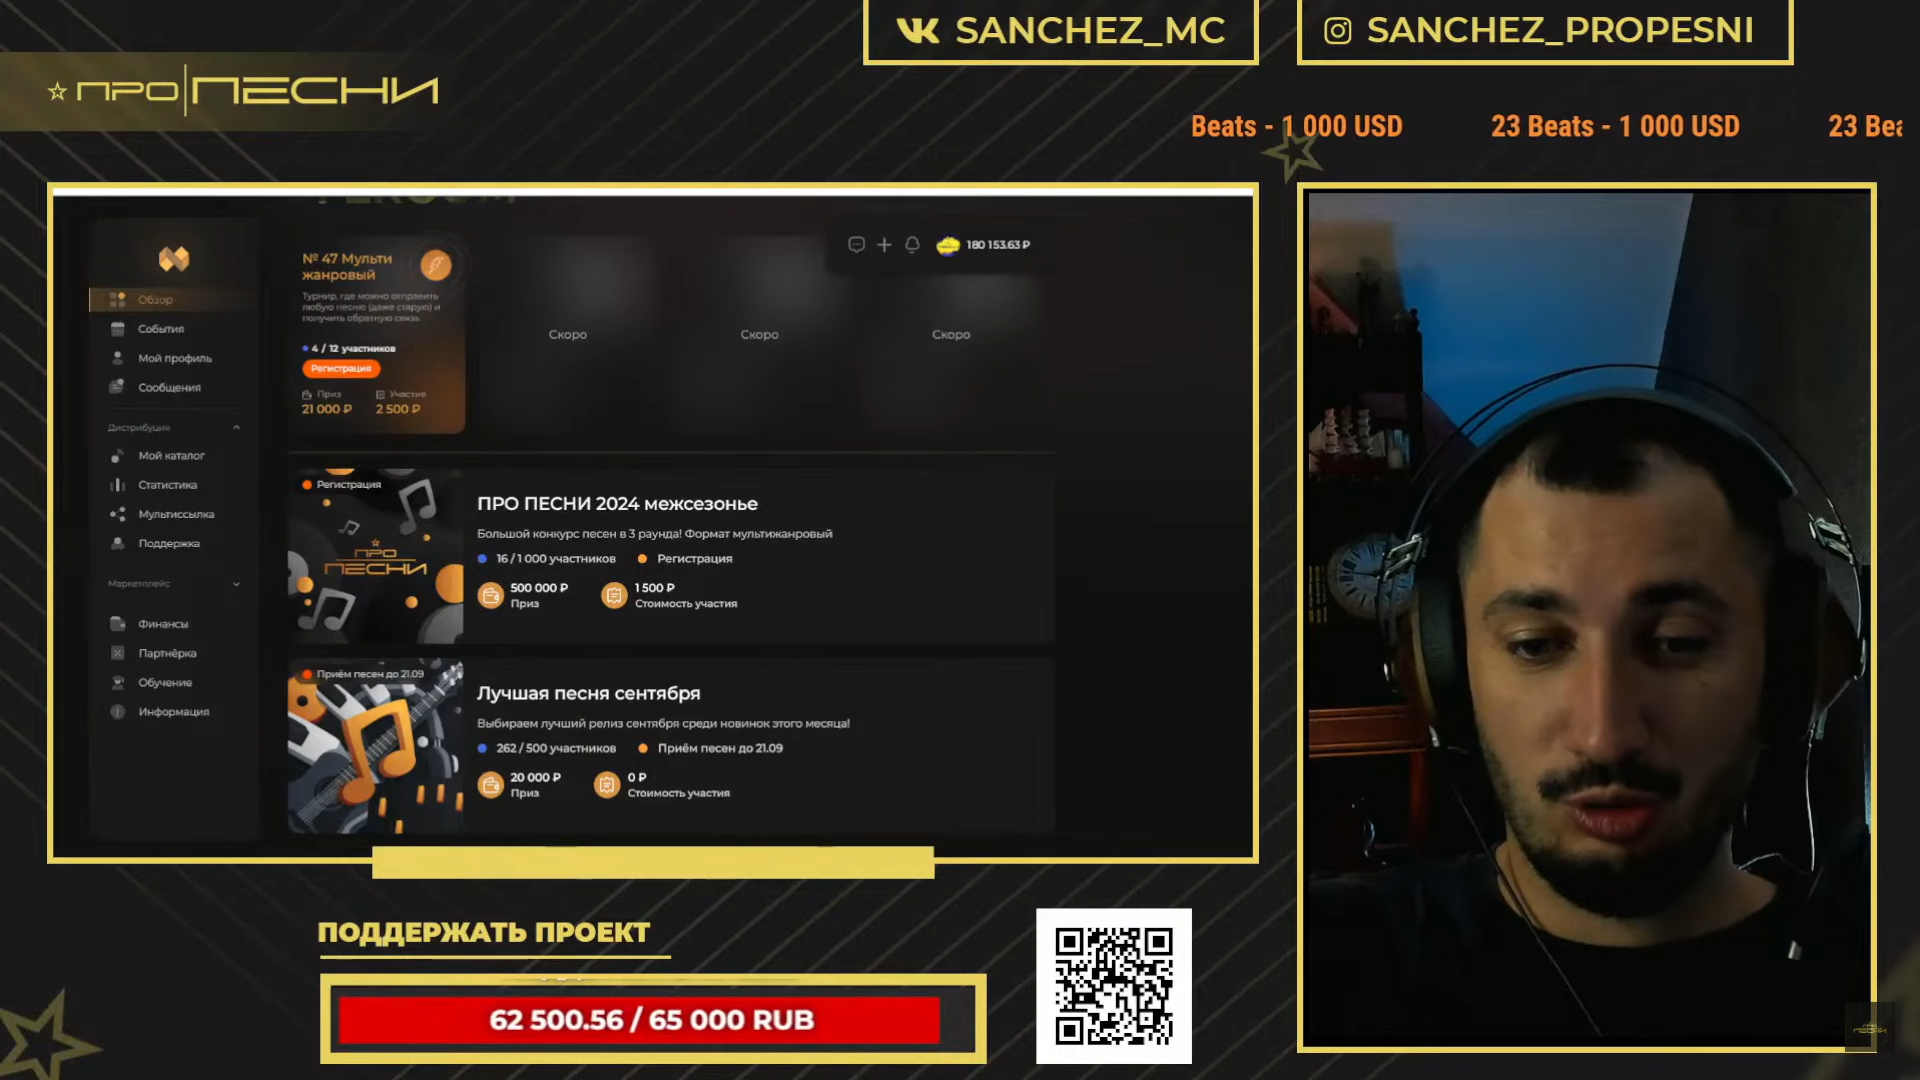 SANCHEZ_MC
SANCHEZ_PROPESNI
ПРО|ПЕСНИ
Beats - 1 000 USD 23 Beats - 1 000 USD 23 Bea
180 153.63 ₽
№ 47 Мульти
жанровый
Турнир, где можно отправить
любую песню (даже старую) и
получить обратную связь
4 / 12 участников
Регистрация
Приз Участие
21 000 ₽ 2 500 ₽
Скоро
Скоро
Скоро
Обзор
События
Мой профиль
Сообщения
Дистрибуция
Мой каталог
Статистика
Мультиссылка
Поддержка
Маркетплейс
Финансы
Партнёрка
Обучение
Информация
Регистрация
ПРО
ПЕСНИ
ПРО ПЕСНИ 2024 межсезонье
Большой конкурс песен в 3 раунда! Формат мультижанровый
16 / 1 000 участников Регистрация
500 000 ₽
Приз
1 500 ₽
Стоимость участия
Приём песен до 21.09
Лучшая песня сентября
Выбираем лучший релиз сентября среди новинок этого месяца!
262 / 500 участников Приём песен до 21.09
20 000 ₽
Приз
0 ₽
Стоимость участия
ПОДДЕРЖАТЬ ПРОЕКТ
62 500.56 / 65 000 RUB
ПРО
ПЕСНИ